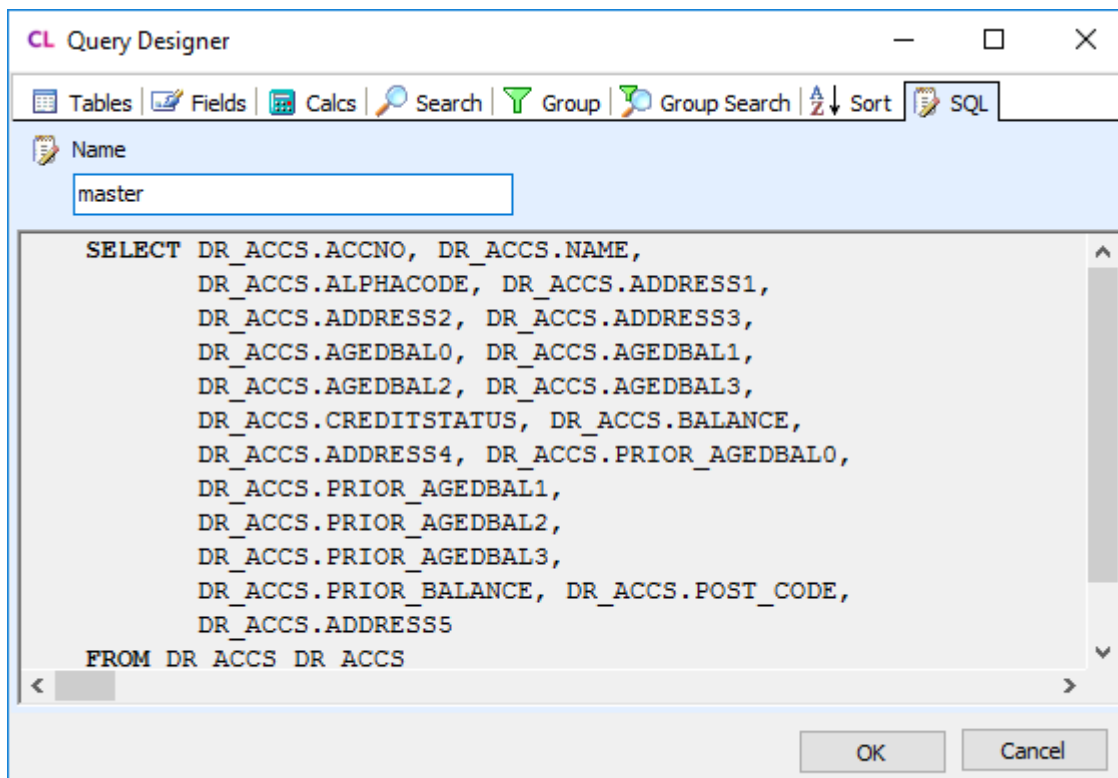 CL Query Designer
Tables Fields Calcs Search Group Group Search A Z Sort SQL
Name
master
SELECT DR_ACCS.ACCNO, DR_ACCS.NAME,
DR_ACCS.ALPHACODE, DR_ACCS.ADDRESS1,
DR_ACCS.ADDRESS2, DR_ACCS.ADDRESS3,
DR_ACCS.AGEDBAL0, DR_ACCS.AGEDBAL1,
DR_ACCS.AGEDBAL2, DR_ACCS.AGEDBAL3,
DR_ACCS.CREDITSTATUS, DR_ACCS.BALANCE,
DR_ACCS.ADDRESS4, DR_ACCS.PRIOR_AGEDBAL0,
DR_ACCS.PRIOR_AGEDBAL1,
DR_ACCS.PRIOR_AGEDBAL2,
DR_ACCS.PRIOR_AGEDBAL3,
DR_ACCS.PRIOR_BALANCE, DR_ACCS.POST_CODE,
DR_ACCS.ADDRESS5
FROM DR_ACCS DR_ACCS
OK Cancel